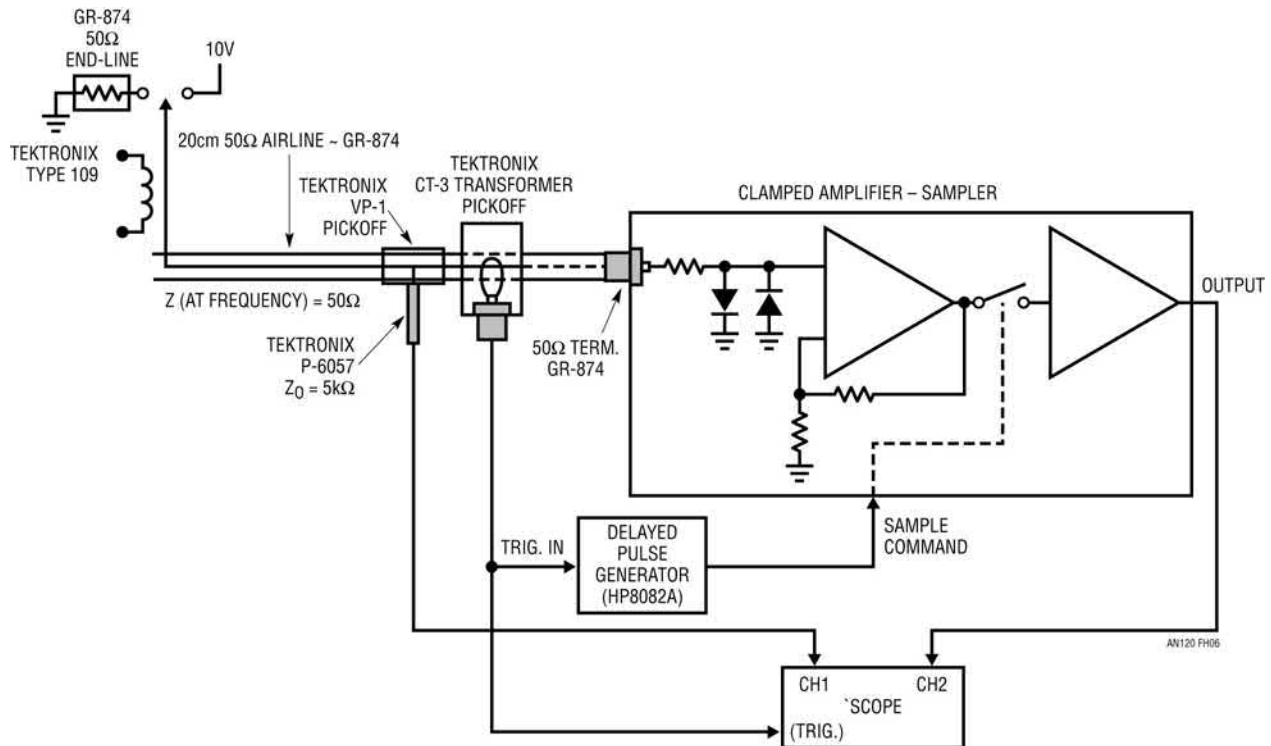 GR-874
50Ω
END-LINE
10V
20cm 50Ω AIRLINE ~ GR-874
TEKTRONIX
TYPE 109
TEKTRONIX
VP-1
PICKOFF
TEKTRONIX
CT-3 TRANSFORMER
PICKOFF
CLAMPED AMPLIFIER – SAMPLER
OUTPUT
Z (AT FREQUENCY) = 50Ω
TEKTRONIX
P-6057
Z0 = 5kΩ
50Ω TERM.
GR-874
TRIG. IN
DELAYED
PULSE
GENERATOR
(HP8082A)
SAMPLE
COMMAND
AN120 FH06
CH1
CH2
`SCOPE
(TRIG.)